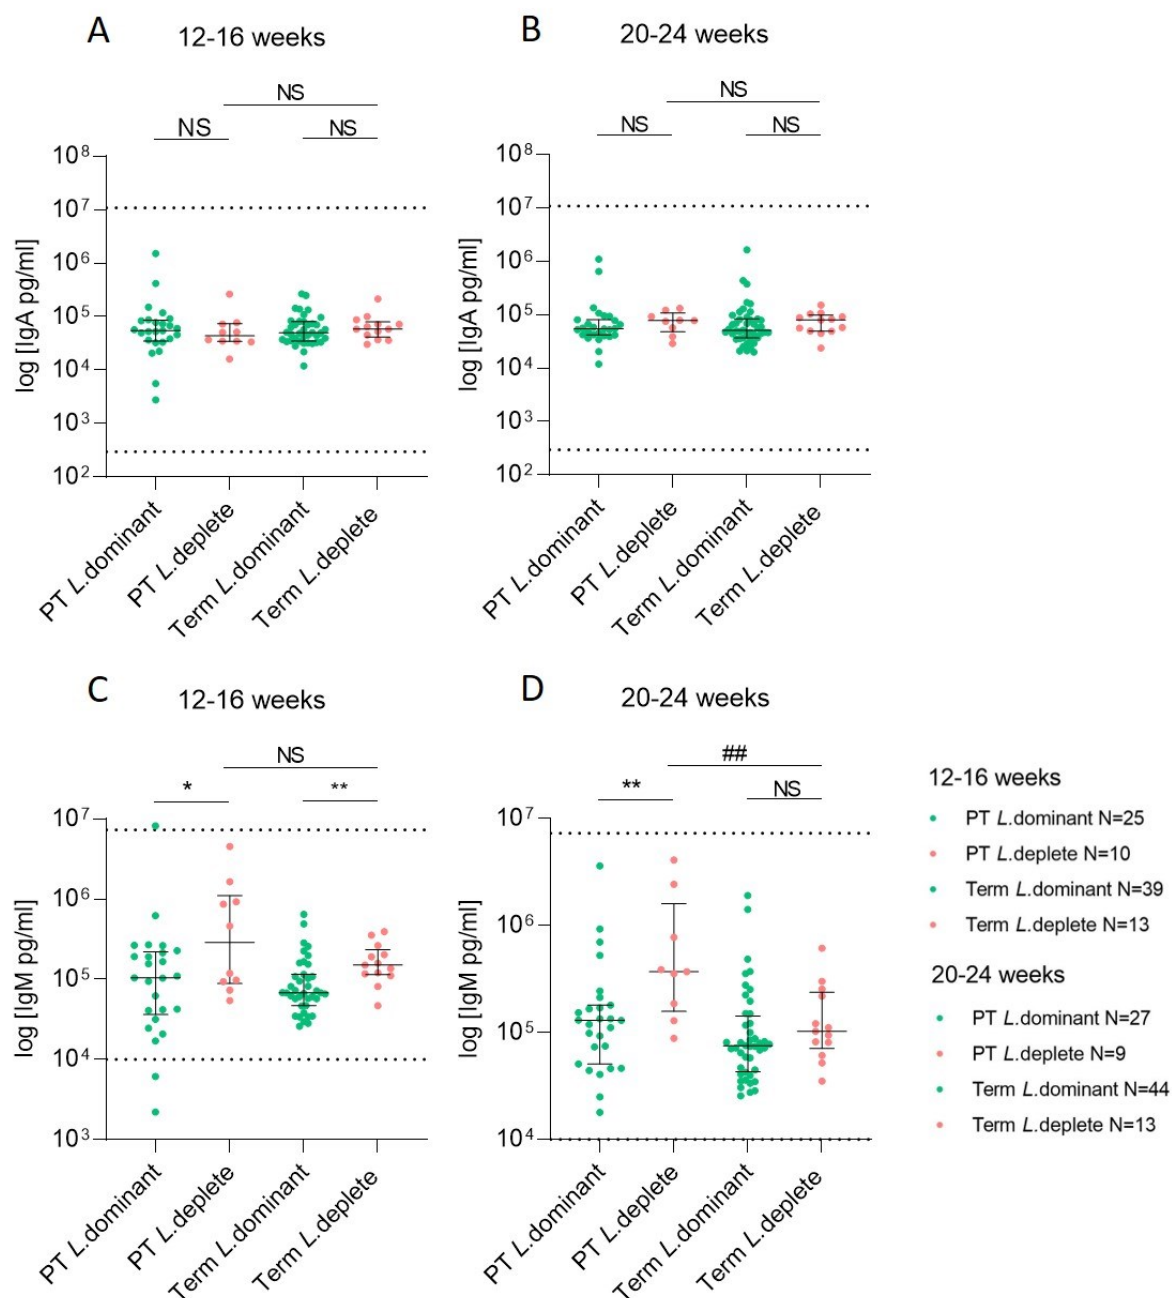 A
12-16 weeks
NS
NS
NS
log [IgA pg/ml]
10⁸
10⁷
10⁶
10⁵
10⁴
10³
10²
PT L.dominant
PT L.deplete
Term L.dominant
Term L.deplete
B
20-24 weeks
NS
NS
NS
log [IgA pg/ml]
10⁸
10⁷
10⁶
10⁵
10⁴
10³
10²
PT L.dominant
PT L.deplete
Term L.dominant
Term L.deplete
C
12-16 weeks
NS
*
**
log [IgM pg/ml]
10⁷
10⁶
10⁵
10⁴
10³
PT L.dominant
PT L.deplete
Term L.dominant
Term L.deplete
D
20-24 weeks
##
**
NS
log [IgM pg/ml]
10⁷
10⁶
10⁵
10⁴
PT L.dominant
PT L.deplete
Term L.dominant
Term L.deplete
12-16 weeks
PT L.dominant N=25
PT L.deplete N=10
Term L.dominant N=39
Term L.deplete N=13
20-24 weeks
PT L.dominant N=27
PT L.deplete N=9
Term L.dominant N=44
Term L.deplete N=13